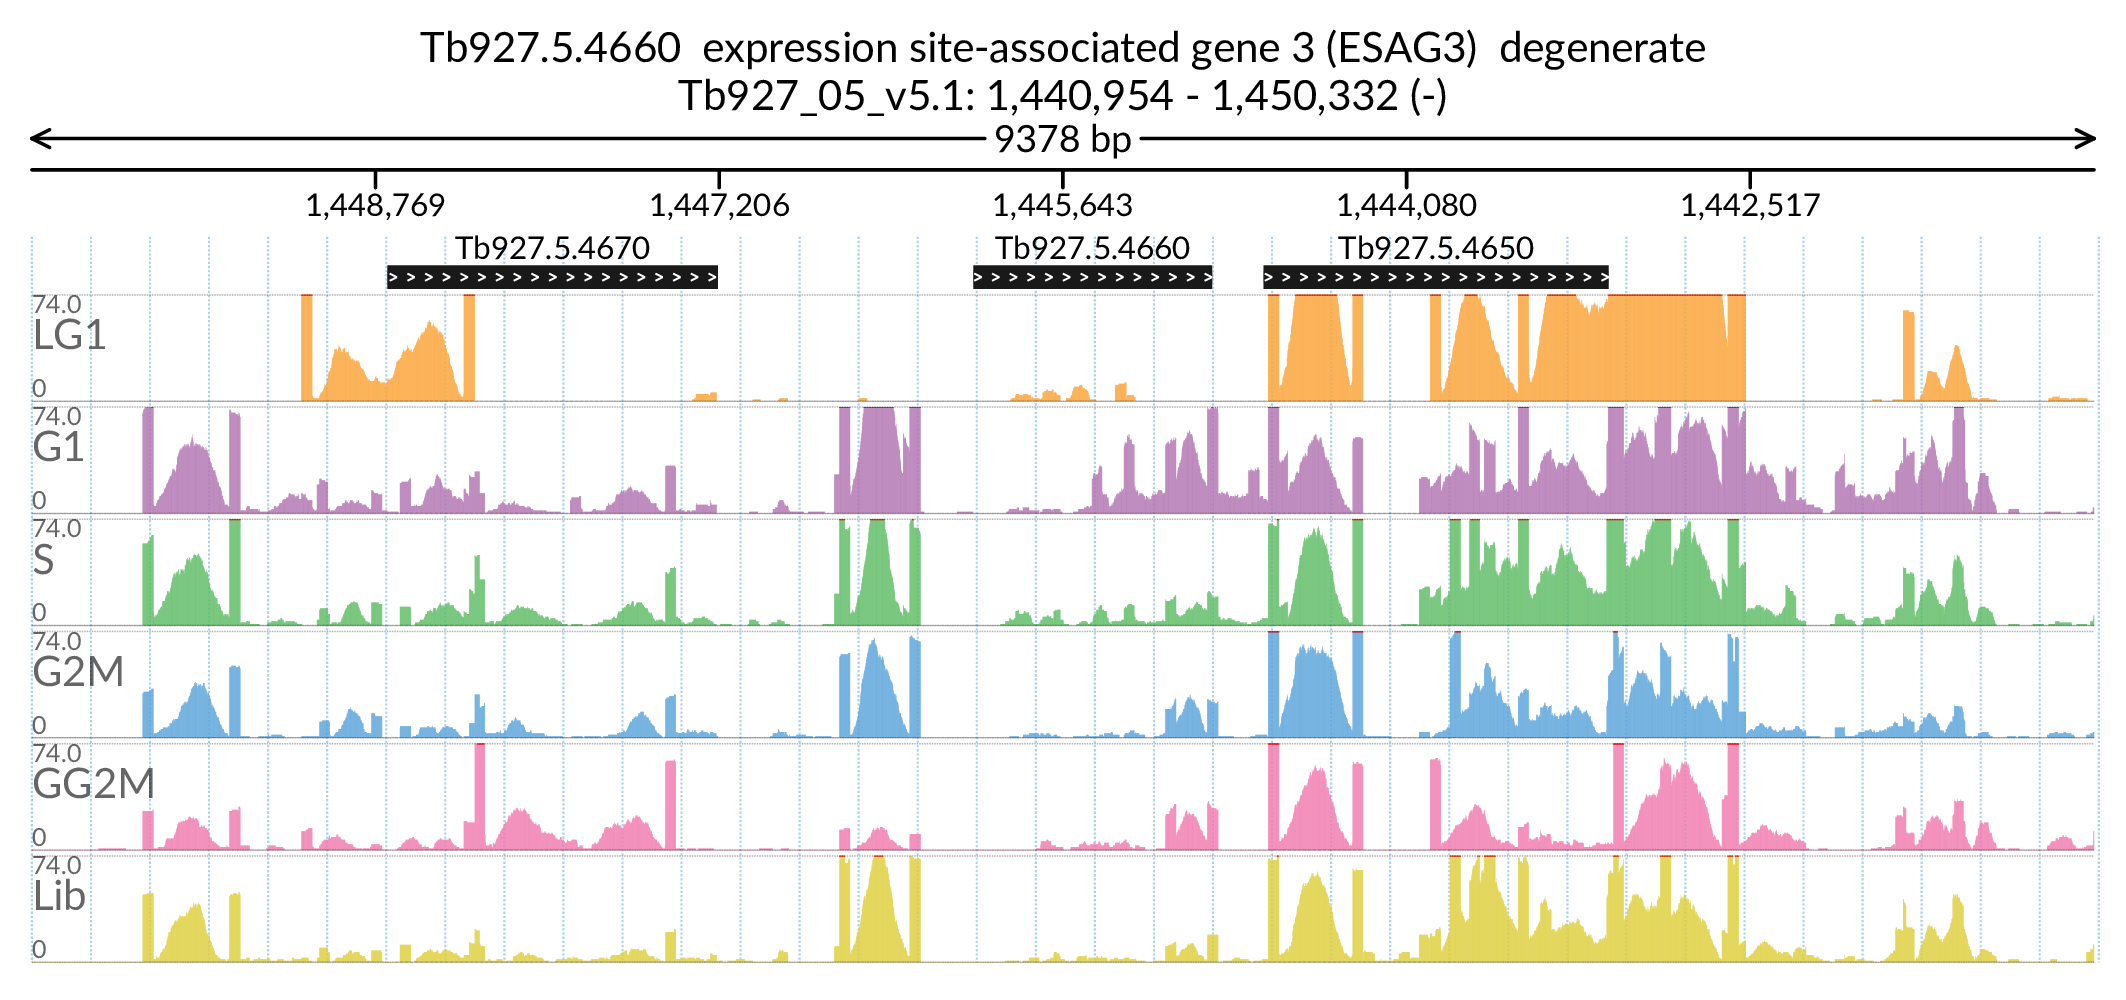 Tb927.5.4660  expression site-associated gene 3 (ESAG3)  degenerate
Tb927_05_v5.1: 1,440,954 - 1,450,332 (-)
9378 bp
1,448,769 1,447,206 1,445,643 1,444,080 1,442,517
Tb927.5.4670 Tb927.5.4660 Tb927.5.4650
74.0
LG1
0
74.0
G1
0
74.0
S
0
74.0
G2M
0
74.0
GG2M
0
74.0
Lib
0